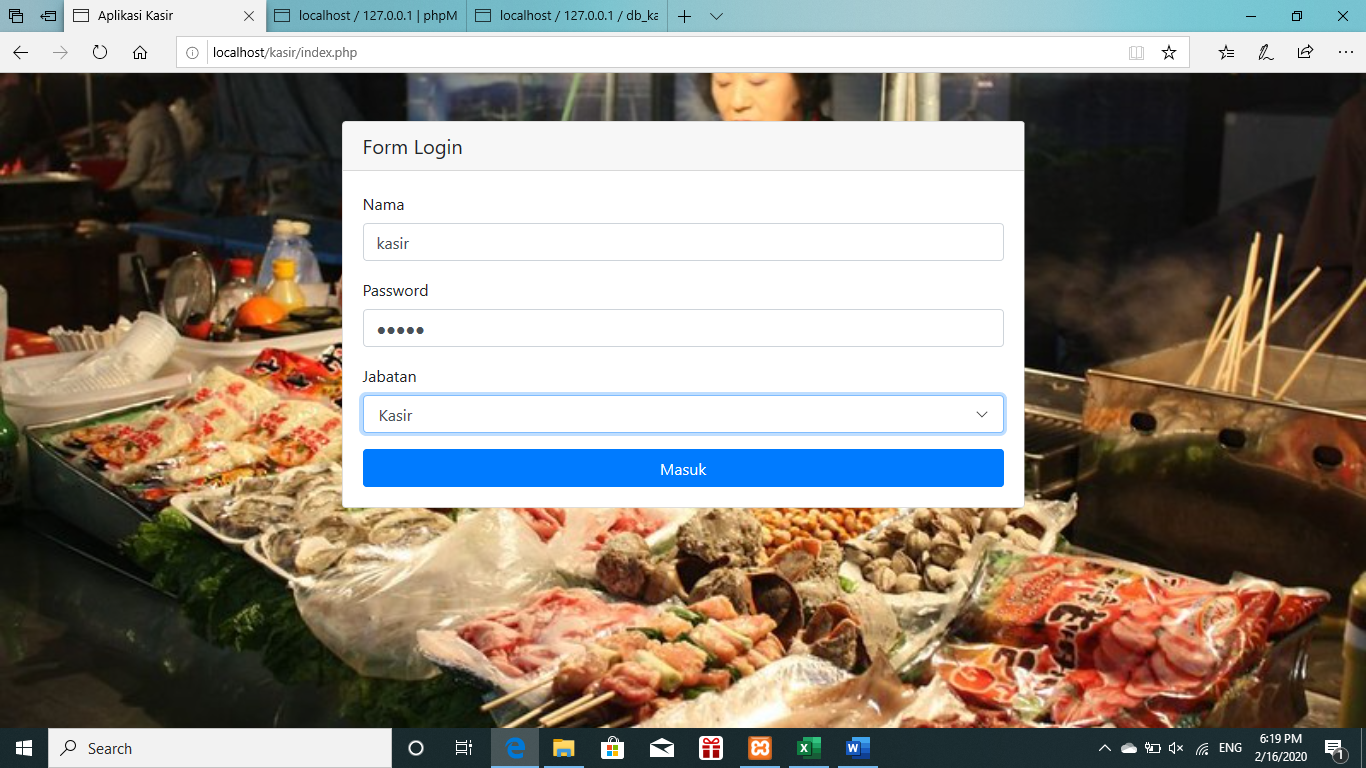 Aplikasi Kasir
localhost / 127.0.0.1 | phpM
localhost / 127.0.0.1 / db_ka
localhost/kasir/index.php
Form Login
Nama
kasir
Password
●●●●●
Jabatan
Kasir
Masuk
Search
ENG
6:19 PM
2/16/2020
1